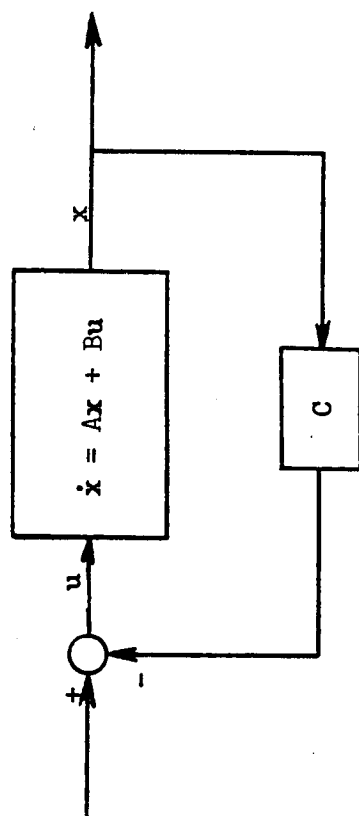 +
-
u
ẋ = Ax + Bu
x
C